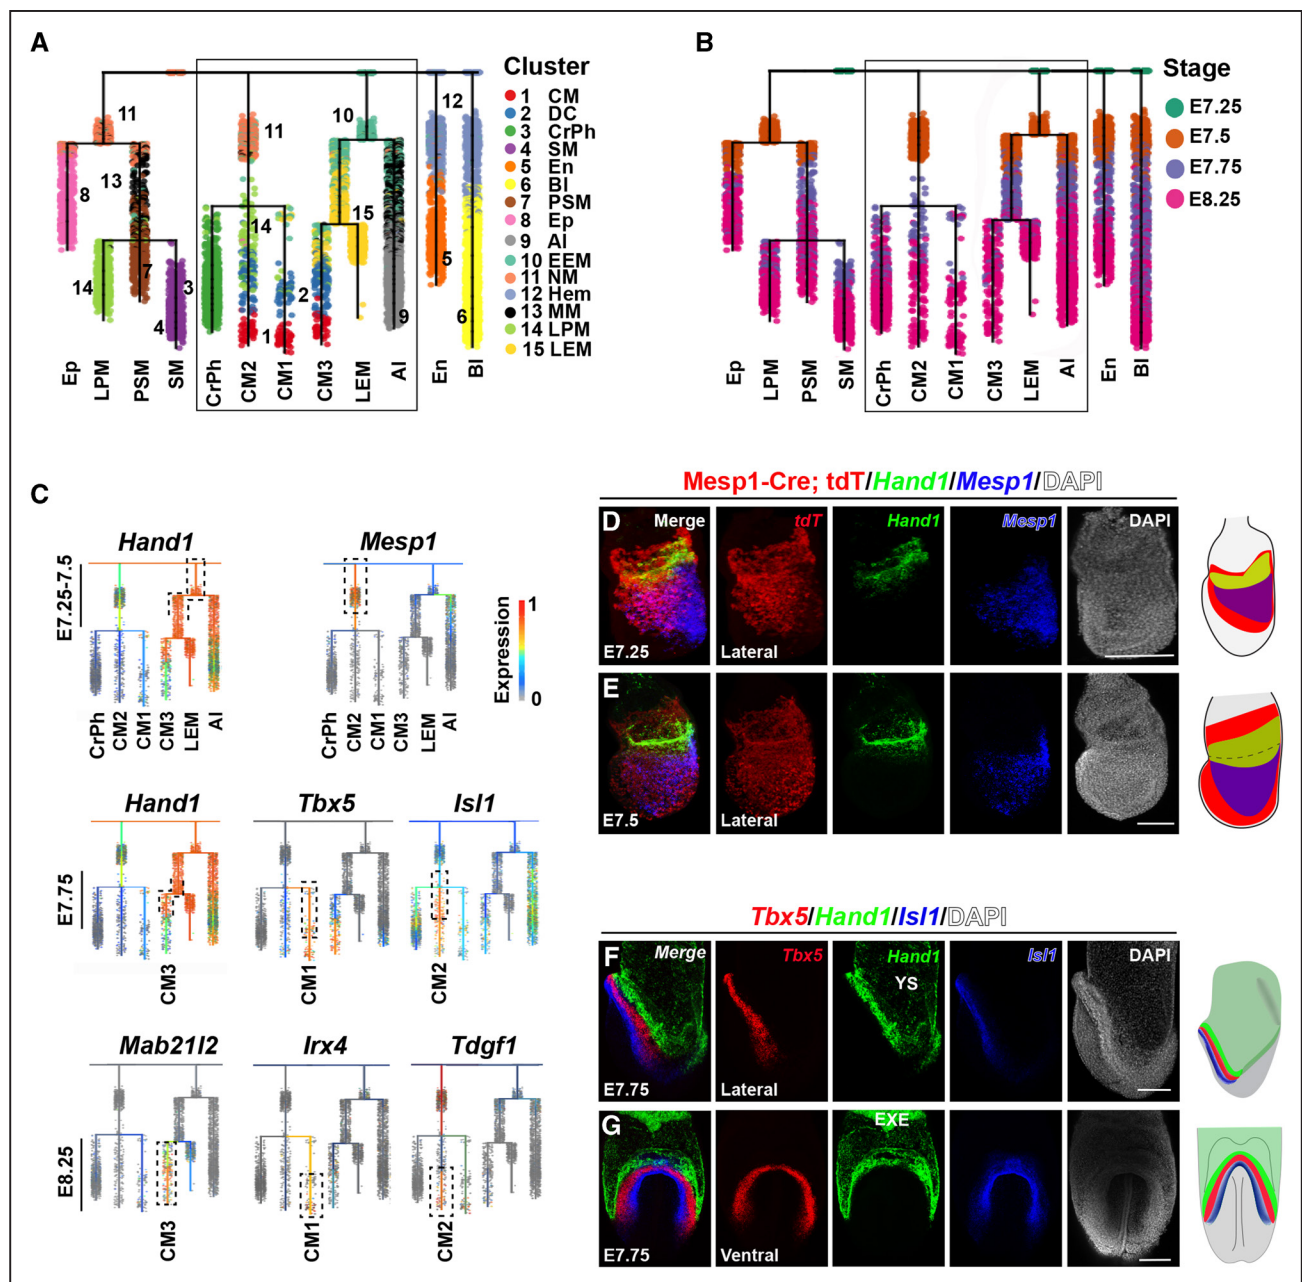 A
B
Cluster
1 CM
2 DC
3 CrPh
4 SM
5 En
6 Bl
7 PSM
8 Ep
9 Al
10 EEM
11 NM
12 Hem
13 MM
14 LPM
15 LEM
11
8
13
14
7
3
4
11
10
14
15
2
1
9
12
5
6
Ep
LPM
PSM
SM
CrPh
CM2
CM1
CM3
LEM
Al
En
Bl
Stage
E7.25
E7.5
E7.75
E8.25
Ep
LPM
PSM
SM
CrPh
CM2
CM1
CM3
LEM
Al
En
Bl
C
Hand1
Mesp1
E7.25-7.5
Expression
1
0
CrPh
CM2
CM1
CM3
LEM
Al
CrPh
CM2
CM1
CM3
LEM
Al
Hand1
Tbx5
Isl1
E7.75
CM3
CM1
CM2
Mab21l2
Irx4
Tdgf1
E8.25
CM3
CM1
CM2
Mesp1-Cre; tdT/Hand1/Mesp1/DAPI
D
Merge
tdT
Hand1
Mesp1
DAPI
E7.25
Lateral
E
E7.5
Lateral
Tbx5/Hand1/Isl1/DAPI
F
Merge
Tbx5
Hand1
YS
Isl1
DAPI
E7.75
Lateral
G
EXE
E7.75
Ventral